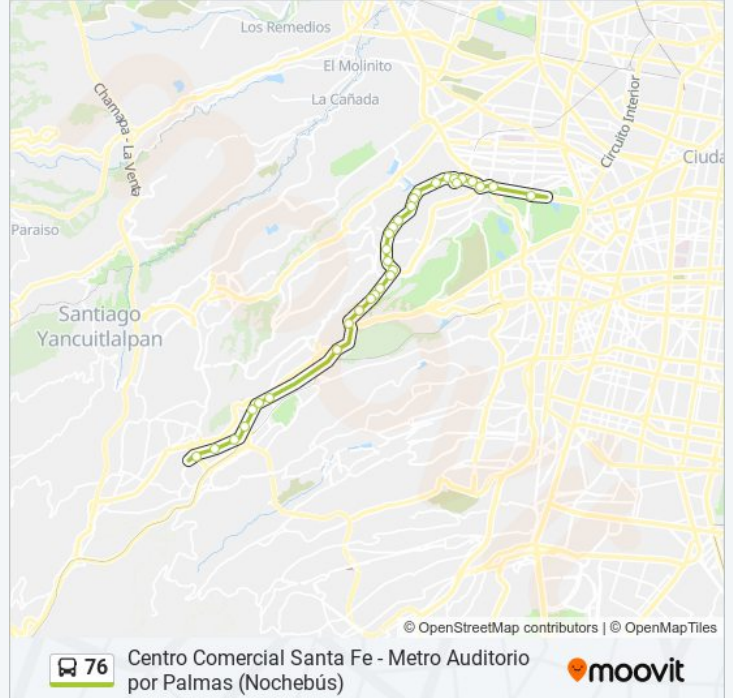 Los Remedios
El Molinito
La Cañada
Chamapa - La Venta
Circuito Interior
Ciuda
Paraiso
Santiago
Yancuitlalpan
© OpenStreetMap contributors | © OpenMapTiles
76
Centro Comercial Santa Fe - Metro Auditorio
por Palmas (Nochebús)
moovit